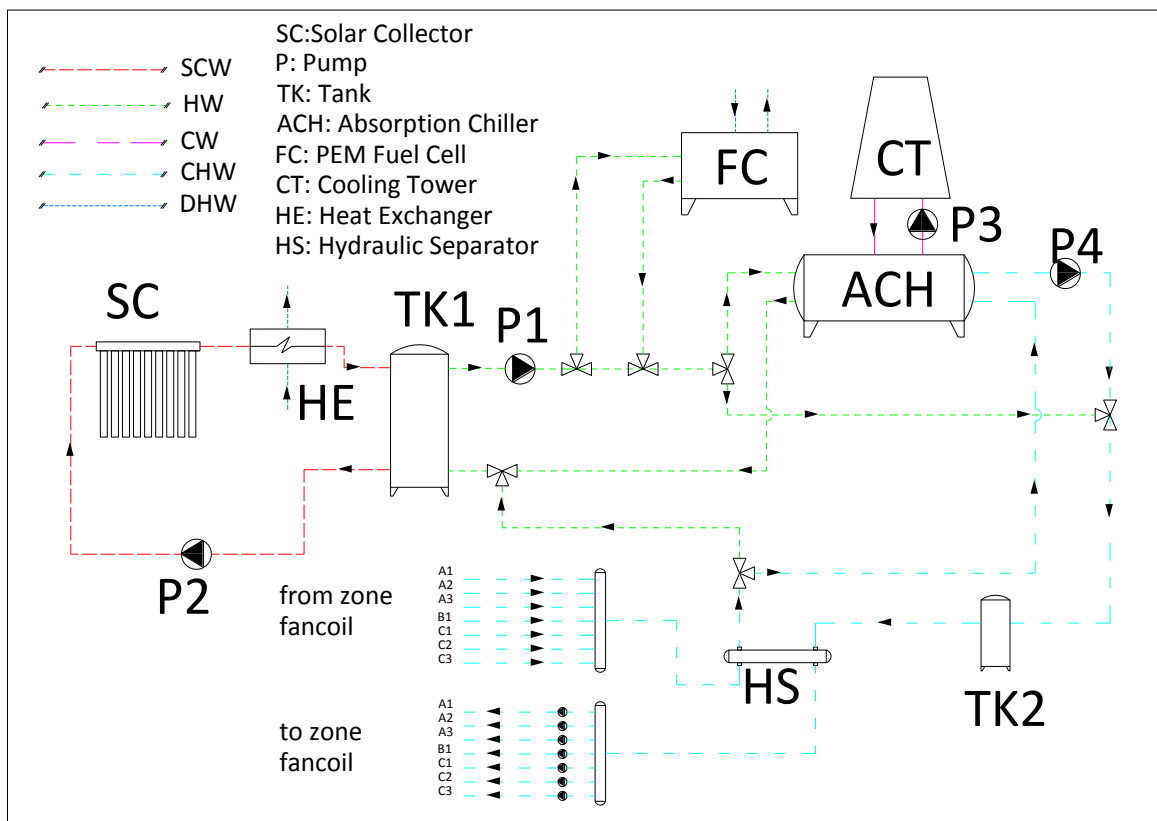 SCW
HW
CW
CHW
DHW
SC:Solar Collector
P: Pump
TK: Tank
ACH: Absorption Chiller
FC: PEM Fuel Cell
CT: Cooling Tower
HE: Heat Exchanger
HS: Hydraulic Separator
FC
CT
P3
P4
ACH
SC
HE
TK1
P1
P2
from zone
fancoil
A1
A2
A3
B1
C1
C2
C3
HS
TK2
to zone
fancoil
A1
A2
A3
B1
C1
C2
C3